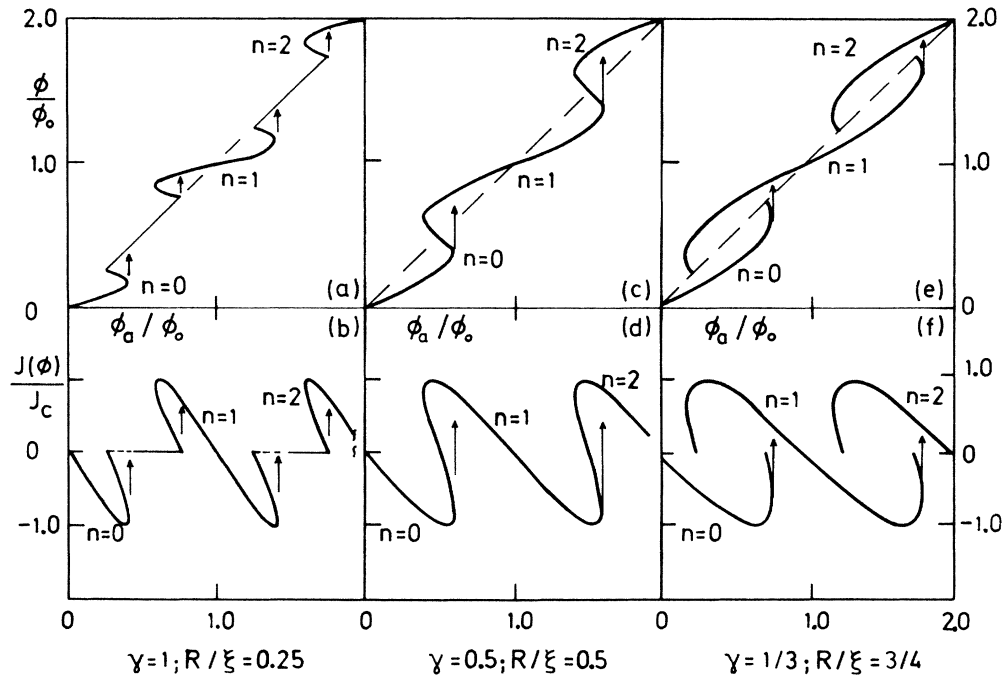 2.0
n=2
n=2
n=2
2.0
ϕ/ϕₒ
1.0
n=1
n=1
n=1
1.0
n=0
n=0
n=0
0
(a)
(c)
(e)
0
ϕₐ/ϕₒ
(b)
ϕₐ/ϕₒ
(d)
ϕₐ/ϕₒ
(f)
J(ϕ)/J_c
n=1
n=2
n=1
n=2
n=1
n=2
1.0
0
0
-1.0
n=0
n=0
n=0
-1.0
0
1.0
0
1.0
0
1.0
2.0
γ=1; R/ξ=0.25
γ=0.5; R/ξ=0.5
γ=1/3; R/ξ=3/4